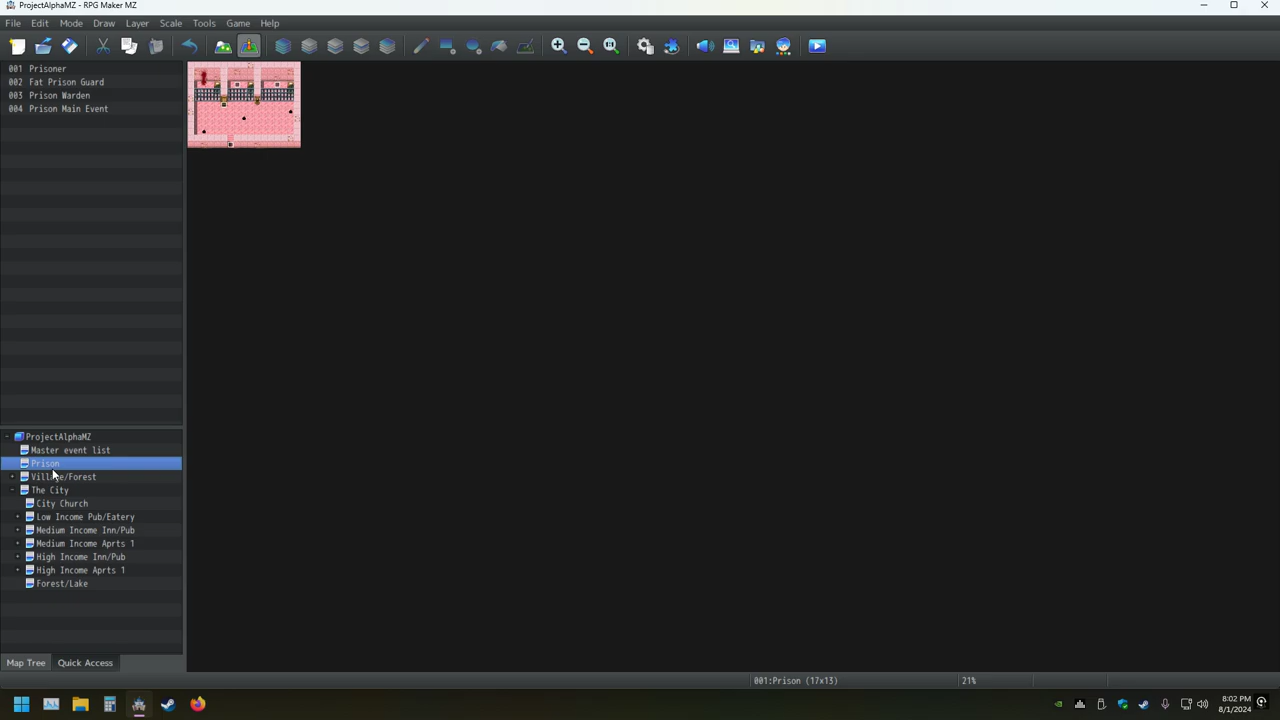 ProjectAlphaMZ - RPG Maker MZ
File Edit Mode Draw Layer Scale Tools Game Help
001 Prisoner
002 Fat Prison Guard
003 Prison Warden
004 Prison Main Event
ProjectAlphaMZ
Master event list
Prison
Village/Forest
The City
City Church
Low Income Pub/Eatery
Medium Income Inn/Pub
Medium Income Aprts 1
High Income Inn/Pub
High Income Aprts 1
Forest/Lake
Map Tree Quick Access
001:Prison (17x13) 21%
8:02 PM
8/1/2024